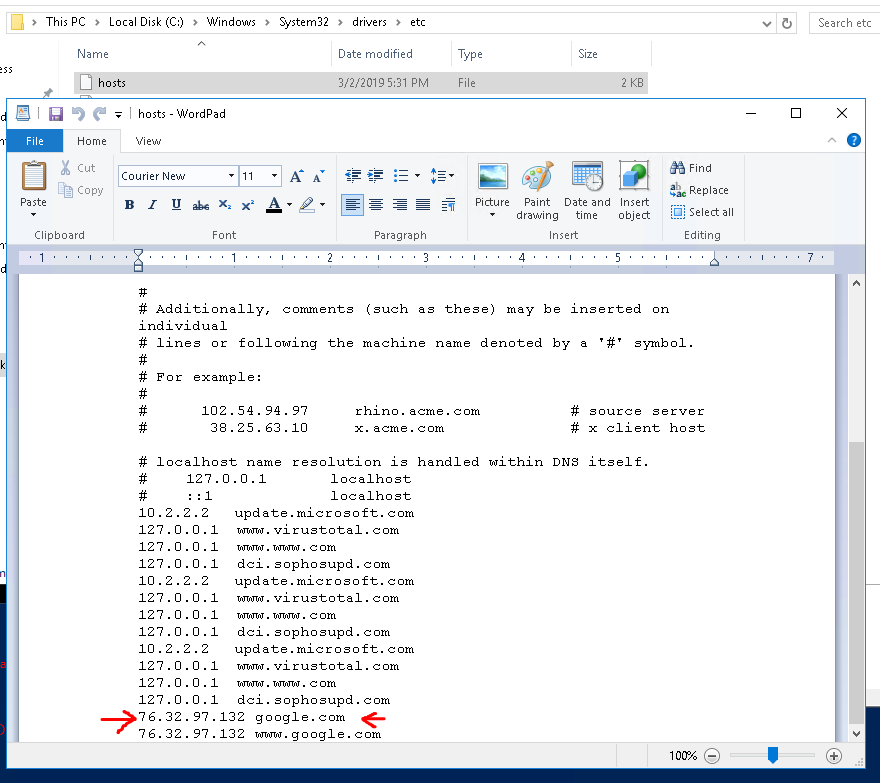 This PC > Local Disk (C:) > Windows > System32 > drivers > etc
Search etc
Name Date modified Type Size
hosts 3/2/2019 5:31 PM File 2 KB
hosts - WordPad
File Home View
Paste
Cut
Copy
Clipboard
Courier New 11
Font
Paragraph
Picture
Paint drawing
Date and time
Insert object
Insert
Find
Replace
Select all
Editing
1 1 2 3 4 5 7
#
# Additionally, comments (such as these) may be inserted on
individual
# lines or following the machine name denoted by a '#' symbol.
#
# For example:
#
# 102.54.94.97 rhino.acme.com # source server
# 38.25.63.10 x.acme.com # x client host
# localhost name resolution is handled within DNS itself.
# 127.0.0.1 localhost
# ::1 localhost
10.2.2.2 update.microsoft.com
127.0.0.1 www.virustotal.com
127.0.0.1 www.www.com
127.0.0.1 dci.sophosupd.com
10.2.2.2 update.microsoft.com
127.0.0.1 www.virustotal.com
127.0.0.1 www.www.com
127.0.0.1 dci.sophosupd.com
10.2.2.2 update.microsoft.com
127.0.0.1 www.virustotal.com
127.0.0.1 www.www.com
127.0.0.1 dci.sophosupd.com
76.32.97.132 google.com
76.32.97.132 www.google.com
100%